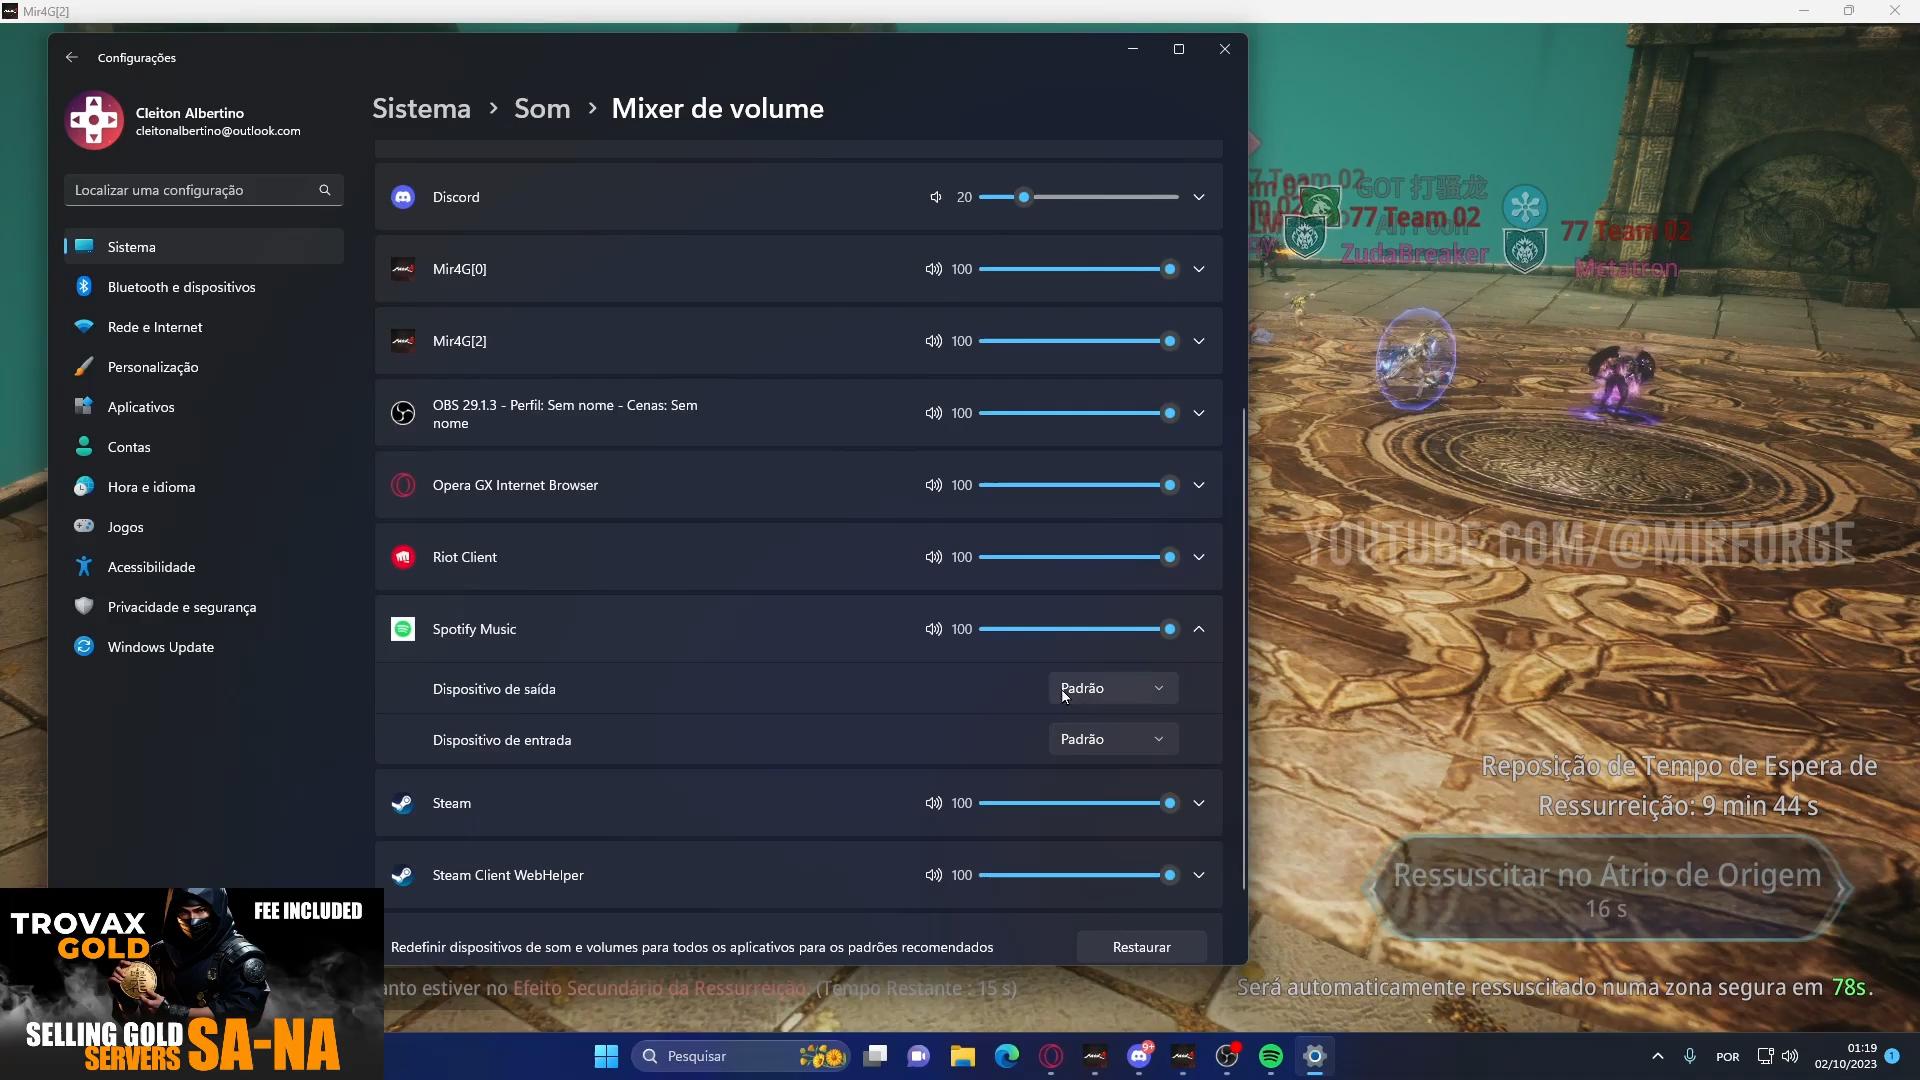 Mir4G[2]
Configurações
Cleiton Albertino
cleitonalbertino@outlook.com
Localizar uma configuração
Sistema
Bluetooth e dispositivos
Rede e Internet
Personalização
Aplicativos
Contas
Hora e idioma
Jogos
Acessibilidade
Privacidade e segurança
Windows Update
Sistema > Som > Mixer de volume
Discord 20
Mir4G[0] 100
Mir4G[2] 100
OBS 29.1.3 - Perfil: Sem nome - Cenas: Sem
nome 100
Opera GX Internet Browser 100
Riot Client 100
Spotify Music 100
Dispositivo de saída Padrão
Dispositivo de entrada Padrão
Steam 100
Steam Client WebHelper 100
Redefinir dispositivos de som e volumes para todos os aplicativos para os padrões recomendados Restaurar
77 Team 02
ZudaBreaker
77 Team 02
Metatron
YOUTUBE.COM/@MIRFORGE
Reposição de Tempo de Espera de
Ressurreição: 9 min 44 s
Ressuscitar no Átrio de Origem
16 s
estiver no Efeito Secundário da Ressurreição. (Tempo Restante : 15 s)
Será automaticamente ressuscitado numa zona segura em 78s.
TROVAX
GOLD
FEE INCLUDED
SELLING GOLD
SERVERS SA-NA
Pesquisar
9+
POR
01:19
02/10/2023
1